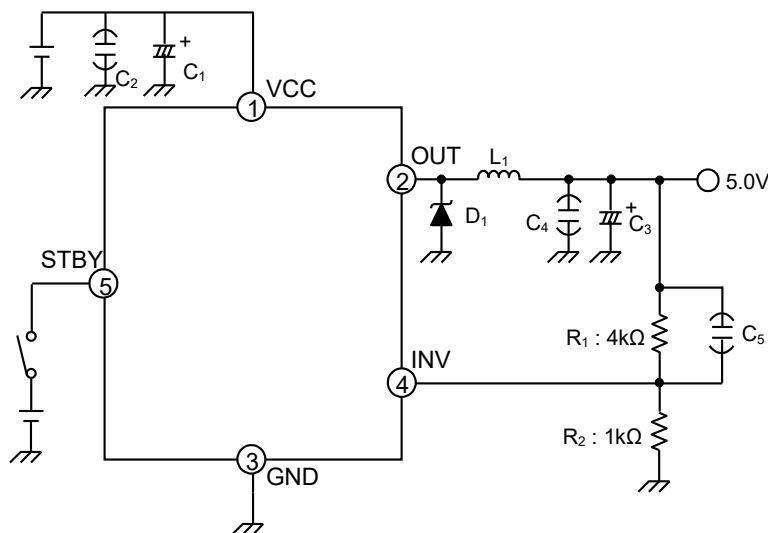 +
C₂
C₁
VCC
1
OUT
2
L₁
5.0V
D₁
C₄
+
C₃
STBY
5
R₁ : 4kΩ
C₅
INV
4
R₂ : 1kΩ
3
GND